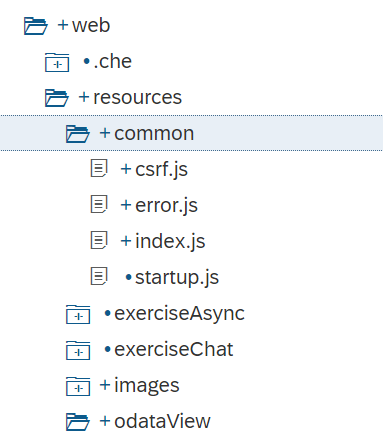 +web
•.che
+resources
+common
+csrf.js
+error.js
+index.js
•startup.js
•exerciseAsync
•exerciseChat
+images
+odataView